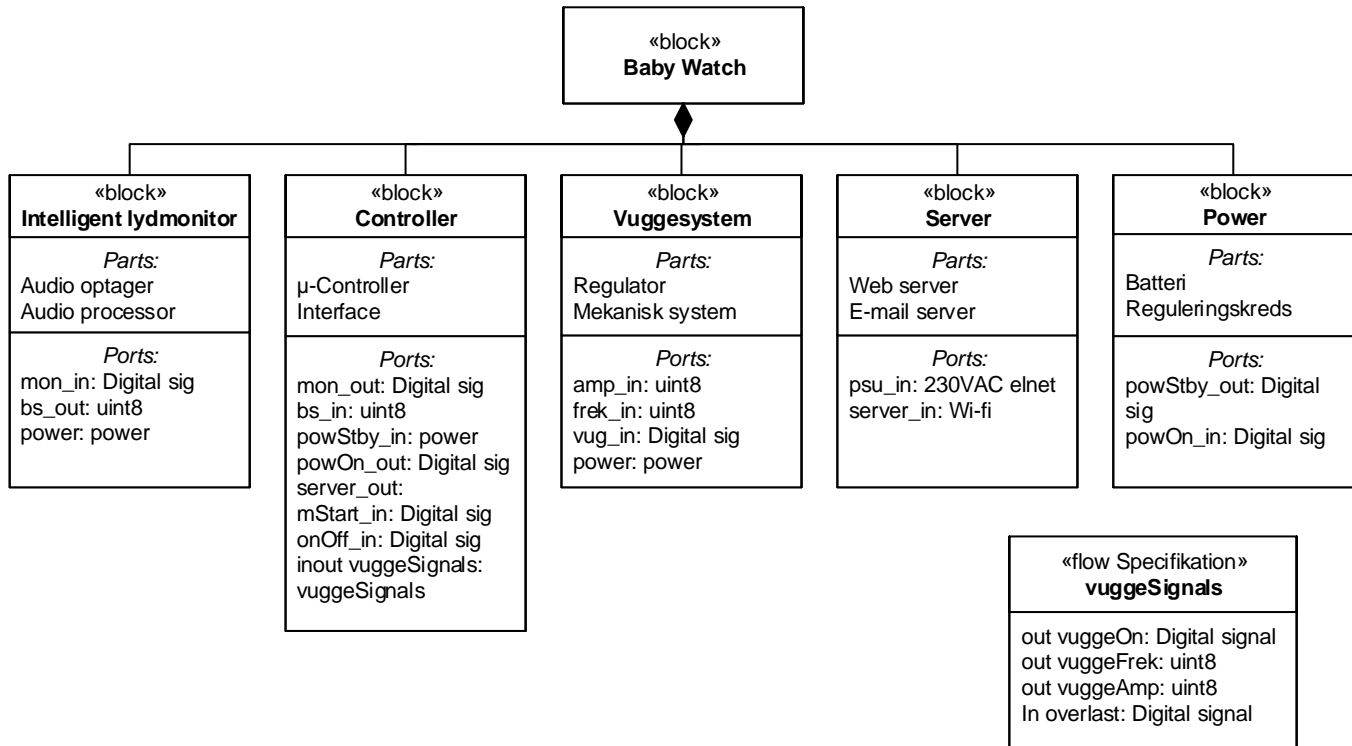 «block»
Baby Watch
«block»
Intelligent lydmonitor
Parts:
Audio optager
Audio processor
Ports:
mon_in: Digital sig
bs_out: uint8
power: power
«block»
Controller
Parts:
µ-Controller
Interface
Ports:
mon_out: Digital sig
bs_in: uint8
powStby_in: power
powOn_out: Digital sig
server_out:
mStart_in: Digital sig
onOff_in: Digital sig
inout vuggeSignals:
vuggeSignals
«block»
Vuggesystem
Parts:
Regulator
Mekanisk system
Ports:
amp_in: uint8
frek_in: uint8
vug_in: Digital sig
power: power
«block»
Server
Parts:
Web server
E-mail server
Ports:
psu_in: 230VAC elnet
server_in: Wi-fi
«block»
Power
Parts:
Batteri
Reguleringskreds
Ports:
powStby_out: Digital
sig
powOn_in: Digital sig
«flow Specifikation»
vuggeSignals
out vuggeOn: Digital signal
out vuggeFrek: uint8
out vuggeAmp: uint8
In overlast: Digital signal